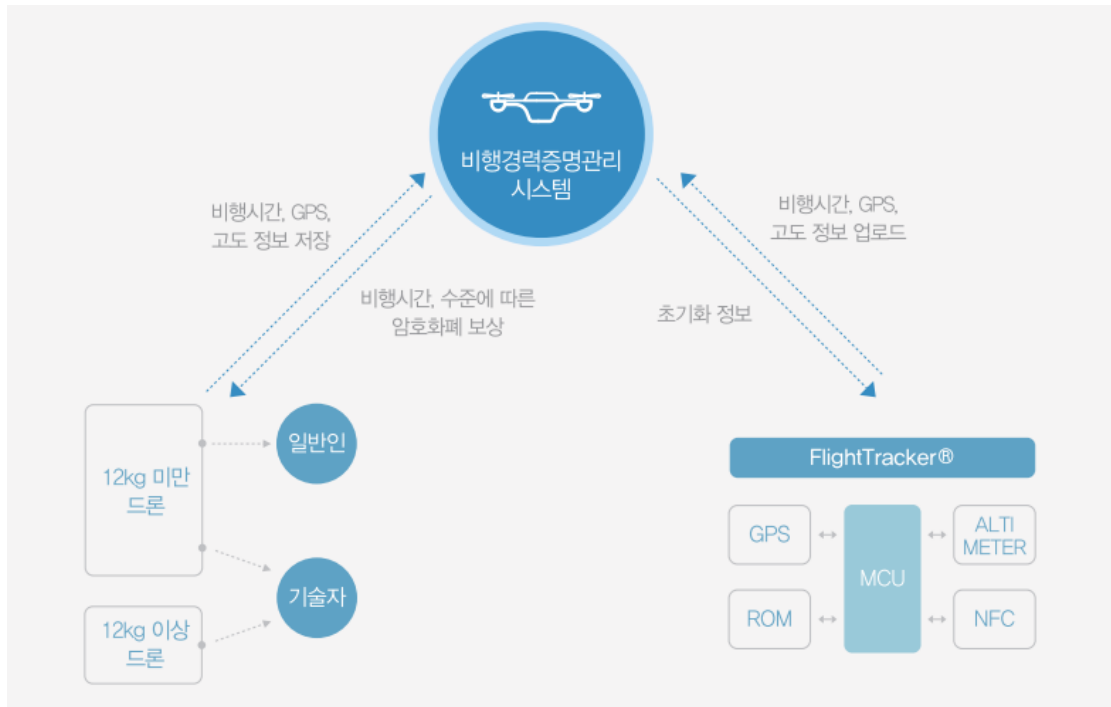 비행경력증명관리
시스템
비행시간, GPS,
고도 정보 저장
비행시간, GPS,
고도 정보 업로드
비행시간, 수준에 따른
암호화폐 보상
초기화 정보
12kg 미만
드론
일반인
기술자
12kg 이상
드론
FlightTracker®
GPS
MCU
ALTI
METER
ROM
NFC